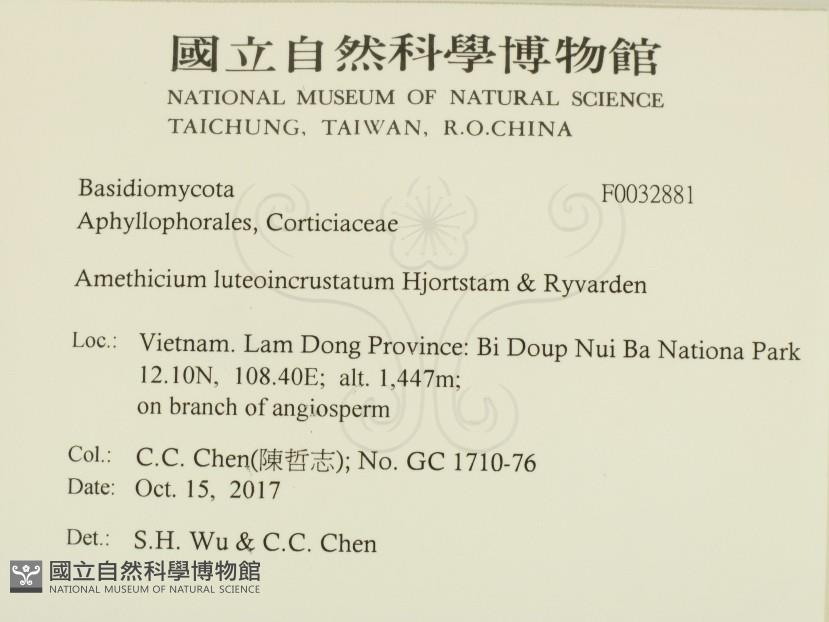 國立自然科學博物館
NATIONAL MUSEUM OF NATURAL SCIENCE
TAICHUNG, TAIWAN, R.O.CHINA
Basidiomycota F0032881
Aphyllophorales, Corticiaceae
Amethicium luteoincrustatum Hjortstam & Ryvarden
Loc.: Vietnam. Lam Dong Province: Bi Doup Nui Ba Nationa Park
12.10N, 108.40E; alt. 1,447m;
on branch of angiosperm
Col.: C.C. Chen(陳哲志); No. GC 1710-76
Date: Oct. 15, 2017
Det.: S.H. Wu & C.C. Chen
國立自然科學博物館
NATIONAL MUSEUM OF NATURAL SCIENCE